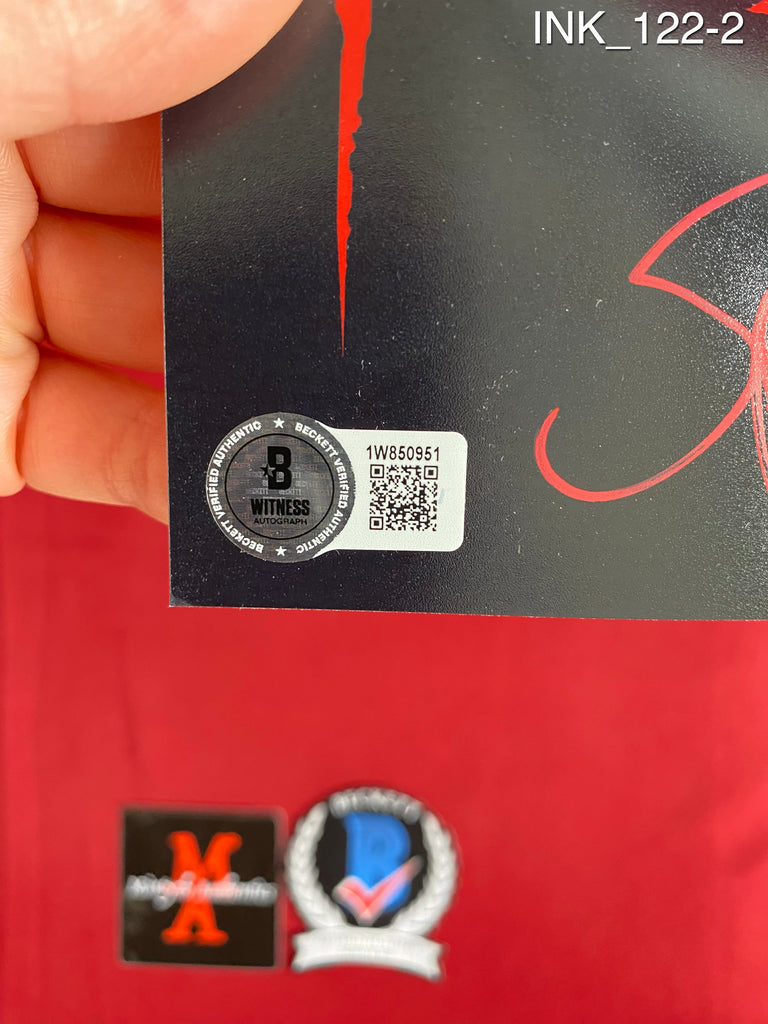 INK_122-2
BECKETT VERIFIED AUTHENTIC ★ BECKETT VERIFIED AUTHENTIC ★
B
WITNESS
AUTOGRAPH
1W850951
M
A
B